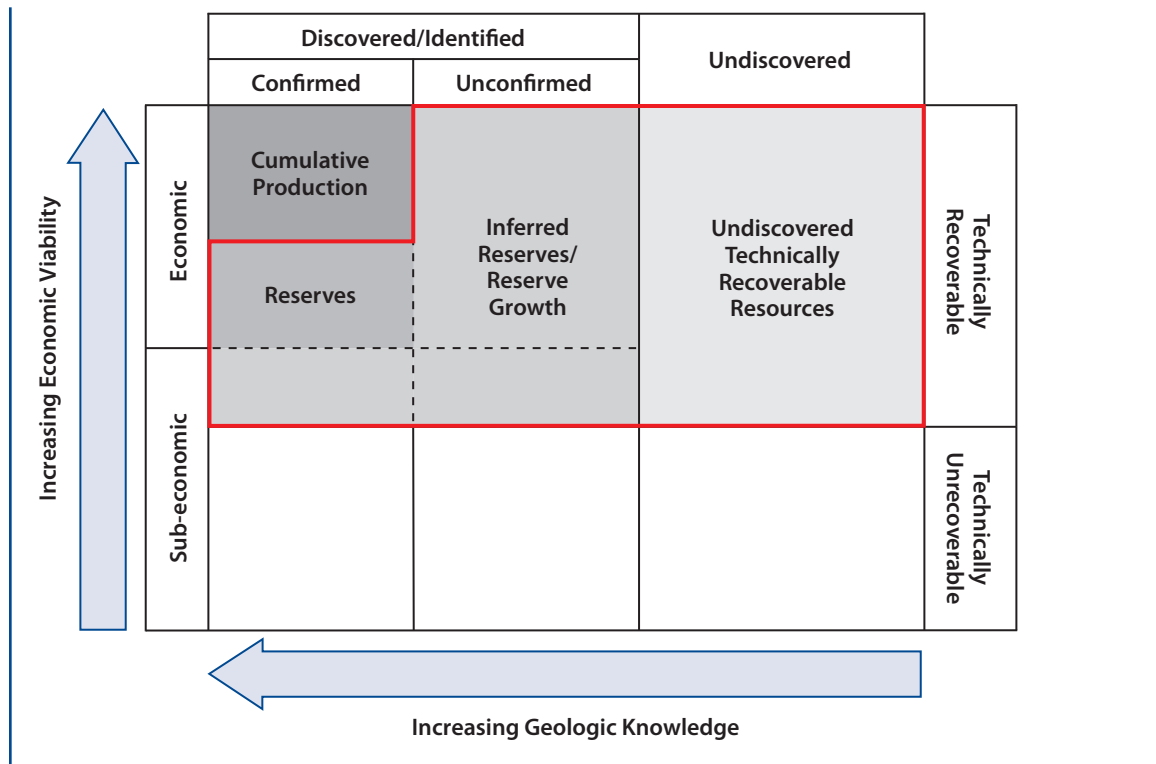 Discovered/Identified
Undiscovered
Confirmed
Unconfirmed
Increasing Economic Viability
Economic
Cumulative
Production
Reserves
Inferred
Reserves/
Reserve
Growth
Undiscovered
Technically
Recoverable
Resources
Technically
Recoverable
Sub-economic
Technically
Unrecoverable
Increasing Geologic Knowledge